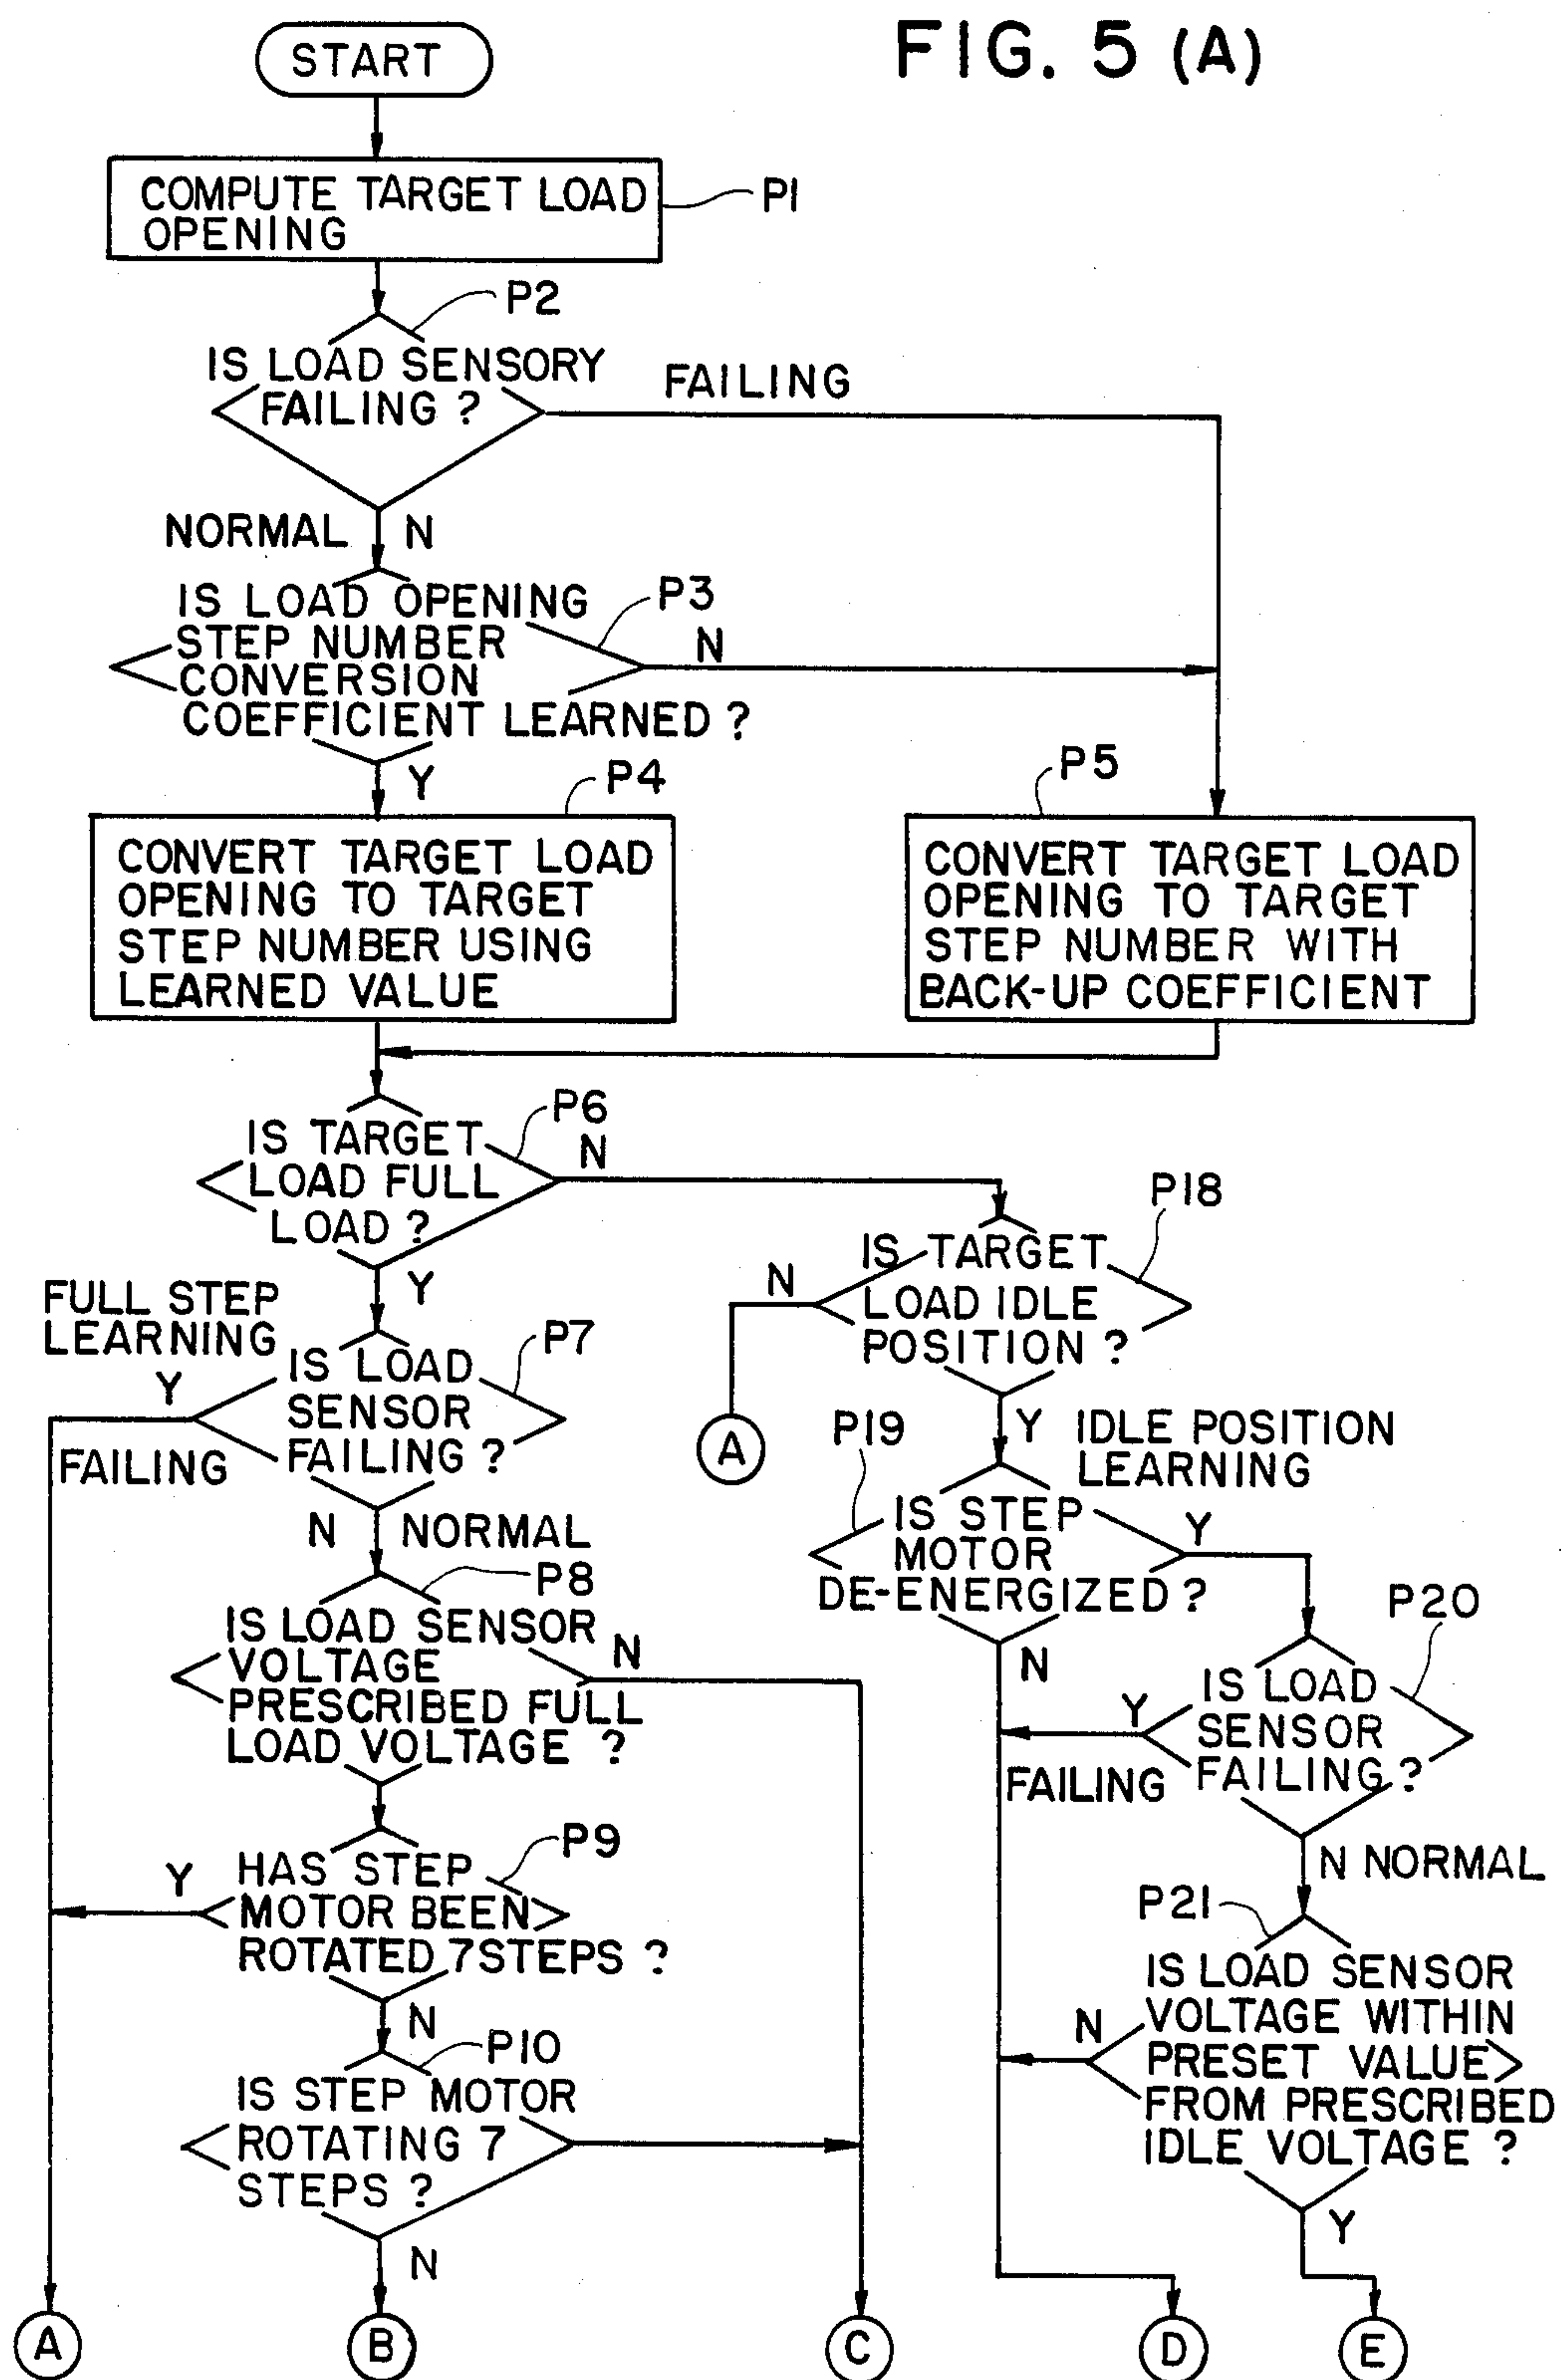 FIG. 5 (A)
START
COMPUTE TARGET LOAD
OPENING
P1
P2
IS LOAD SENSORY
FAILING ?
FAILING
NORMAL N
IS LOAD OPENING
STEP NUMBER
CONVERSION
COEFFICIENT LEARNED ?
P3
N
Y
P4
CONVERT TARGET LOAD
OPENING TO TARGET
STEP NUMBER USING
LEARNED VALUE
P5
CONVERT TARGET LOAD
OPENING TO TARGET
STEP NUMBER WITH
BACK-UP COEFFICIENT
P6
IS TARGET
LOAD FULL
LOAD ?
N
Y
FULL STEP
LEARNING
P7
IS LOAD
SENSOR
FAILING ?
Y
FAILING
N NORMAL
P8
IS LOAD SENSOR
VOLTAGE
PRESCRIBED FULL
LOAD VOLTAGE ?
N
P9
HAS STEP
MOTOR BEEN
ROTATED 7STEPS ?
Y
N
P10
IS STEP MOTOR
ROTATING 7
STEPS ?
N
P18
IS TARGET
LOAD IDLE
POSITION ?
N
A
Y
IDLE POSITION
LEARNING
P19
IS STEP
MOTOR
DE-ENERGIZED ?
Y
N
P20
IS LOAD
SENSOR
FAILING ?
Y
FAILING
N NORMAL
P21
IS LOAD SENSOR
VOLTAGE WITHIN
PRESET VALUE
FROM PRESCRIBED
IDLE VOLTAGE ?
N
Y
A
B
C
D
E